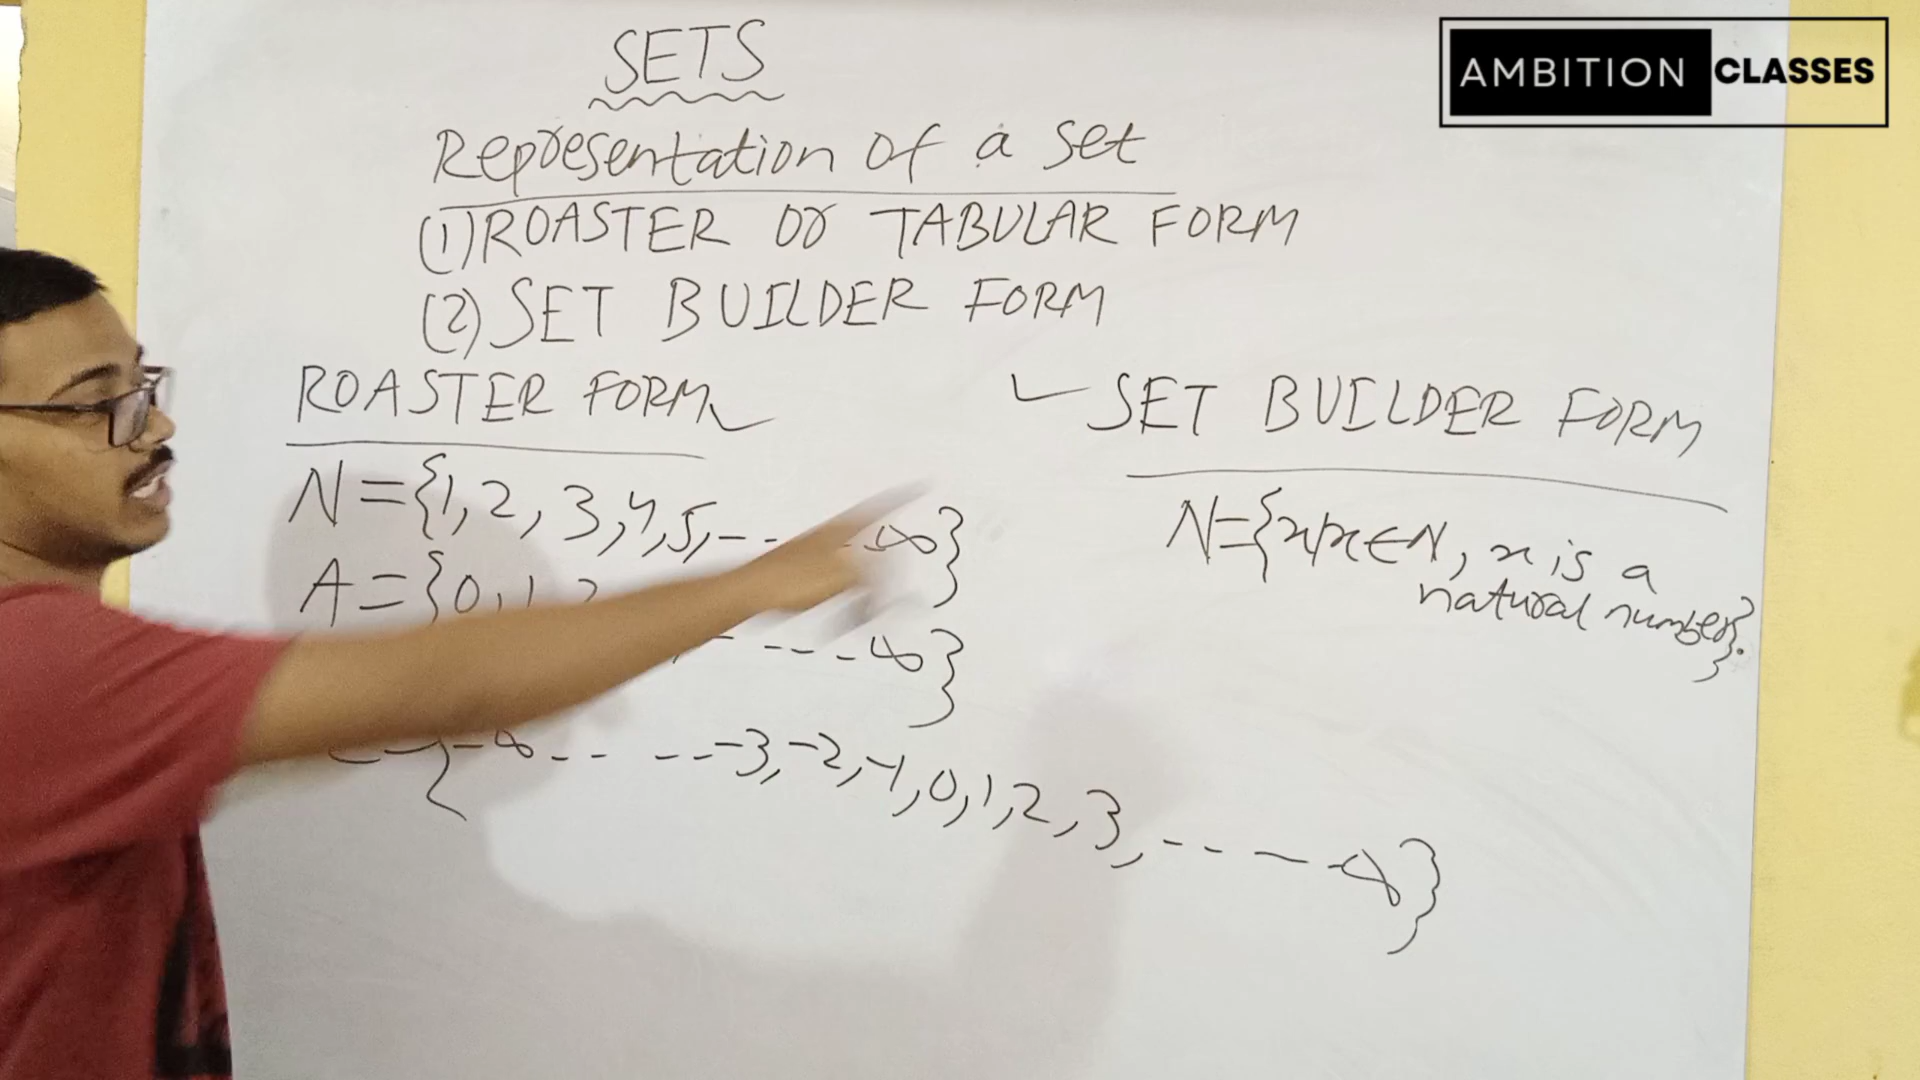 SETS
AMBITION CLASSES
Representation of a set
(1) ROASTER or TABULAR FORM
(2) SET BUILDER FORM
ROASTER FORM
N = {1, 2, 3, 4, 5, - - - ∞}
A = {0, 1, 2
- - - ∞}
{-∞ - - - - -3, -2, -1, 0, 1, 2, 3, - - - - ∞}
SET BUILDER FORM
N = {x/x ∈ N, x is a
natural number}.